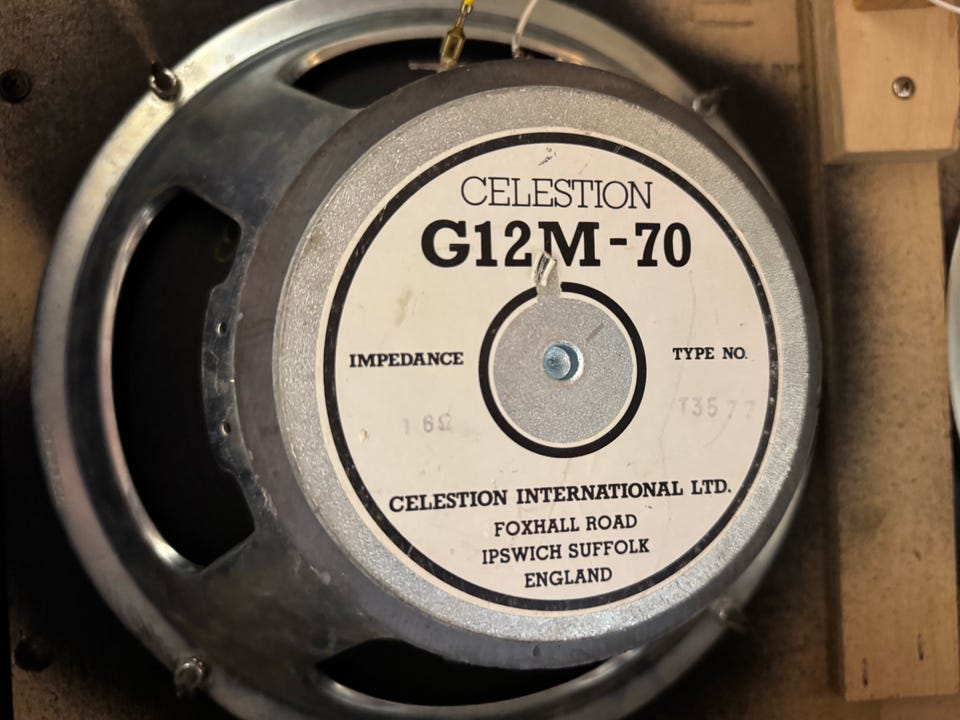 CELESTION
G12M-70
IMPEDANCE
TYPE NO.
16Ω
T3577
CELESTION INTERNATIONAL LTD.
FOXHALL ROAD
IPSWICH SUFFOLK
ENGLAND